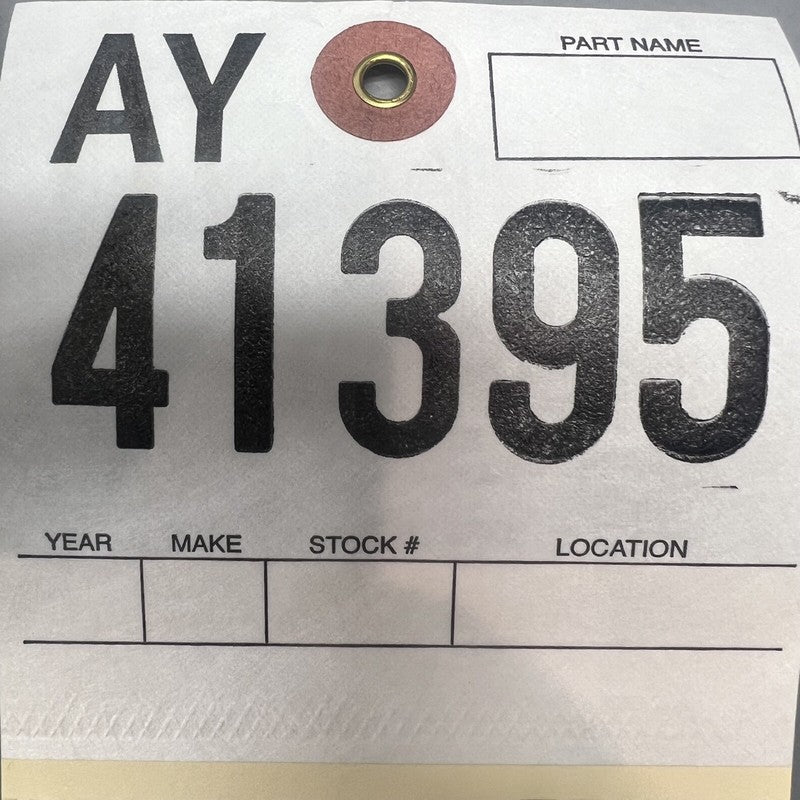 AY
PART NAME
41395
YEAR MAKE STOCK # LOCATION